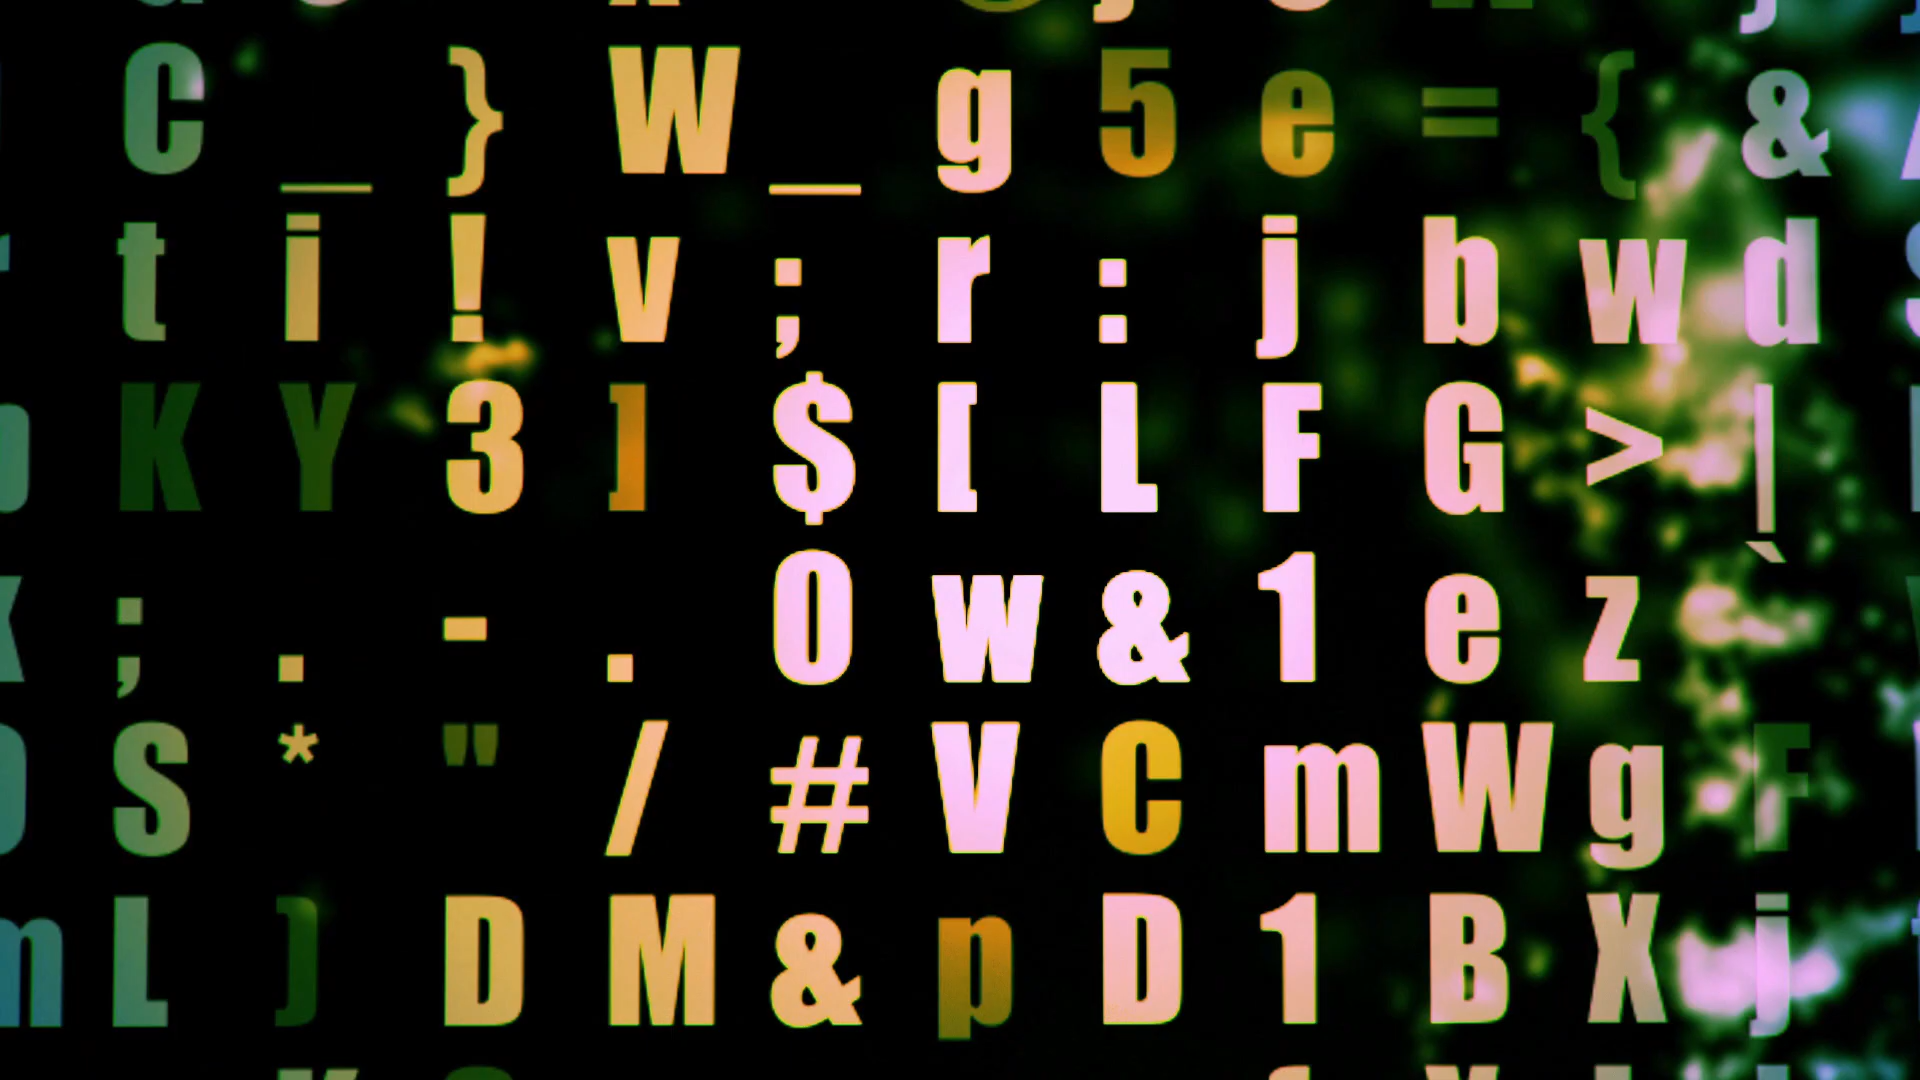 C _ } W _ g 5 e = { &
t i ! v ; r : j b w d
K Y 3 ] $ [ L F G > |
; . - . 0 w & 1 e z `
S * " / # V C m W g F
m L ) D M & p D 1 B X j